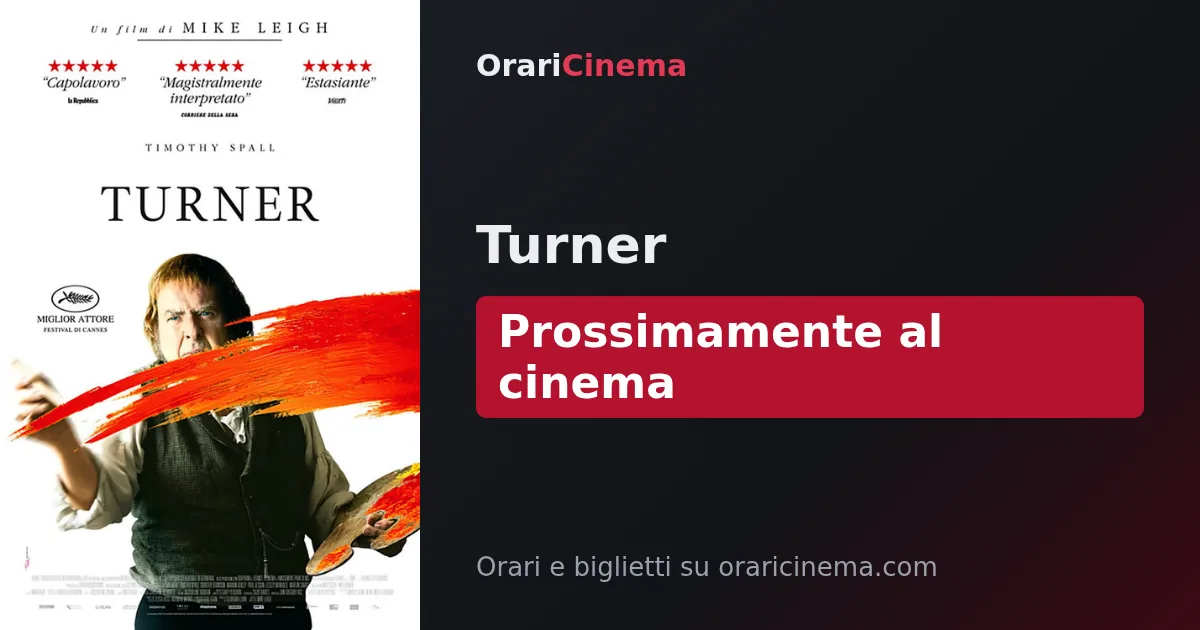 Un film di MIKE LEIGH
★★★★★ ★★★★★ ★★★★★
“Capolavoro” “Magistralmente interpretato” “Estasiante”
la Repubblica CORRIERE DELLA SERA VARIETY
TIMOTHY SPALL
TURNER
MIGLIOR ATTORE
FESTIVAL DI CANNES
OrariCinema
Turner
Prossimamente al
cinema
Orari e biglietti su oraricinema.com